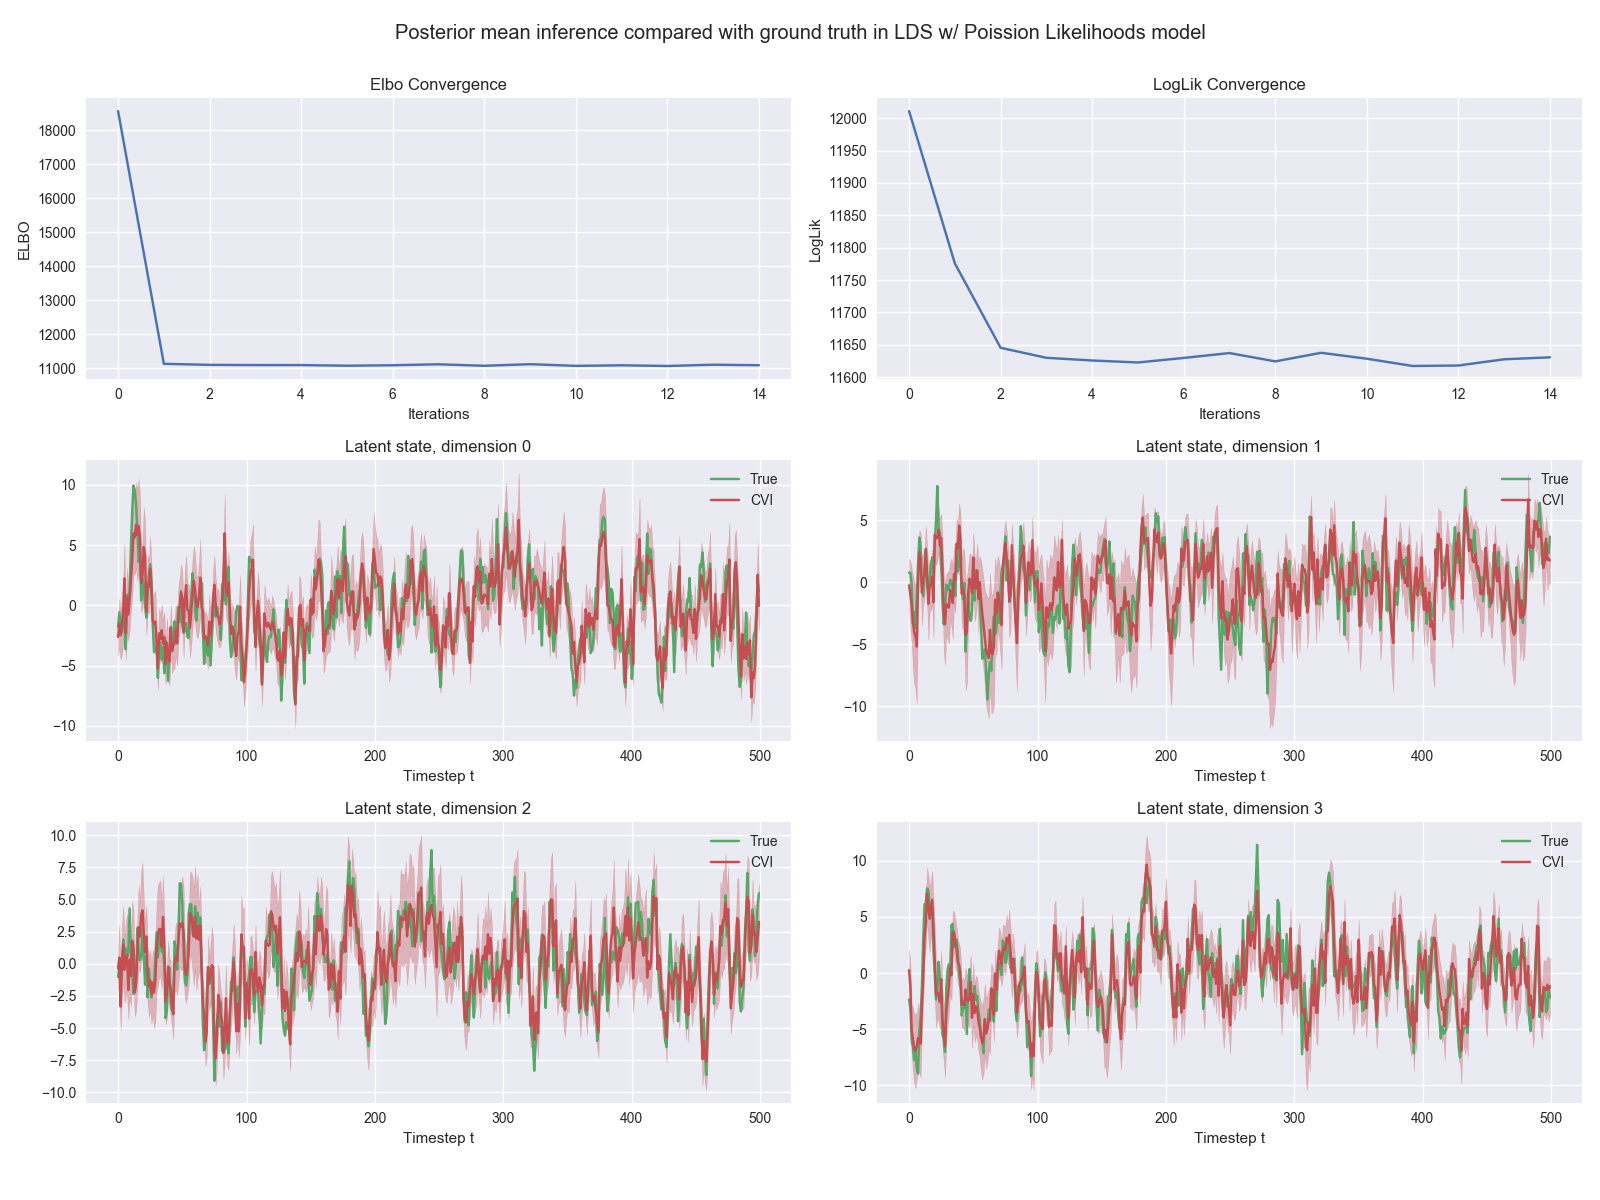 Posterior mean inference compared with ground truth in LDS w/ Poission Likelihoods model
Elbo Convergence
18000
17000
16000
15000
14000
13000
12000
11000
ELBO
0 2 4 6 8 10 12 14
Iterations
LogLik Convergence
12000
11950
11900
11850
11800
11750
11700
11650
11600
LogLik
0 2 4 6 8 10 12 14
Iterations
Latent state, dimension 0
True
CVI
10
5
0
−5
−10
0 100 200 300 400 500
Timestep t
Latent state, dimension 1
True
CVI
5
0
−5
−10
0 100 200 300 400 500
Timestep t
Latent state, dimension 2
True
CVI
10.0
7.5
5.0
2.5
0.0
−2.5
−5.0
−7.5
−10.0
0 100 200 300 400 500
Timestep t
Latent state, dimension 3
True
CVI
10
5
0
−5
−10
0 100 200 300 400 500
Timestep t